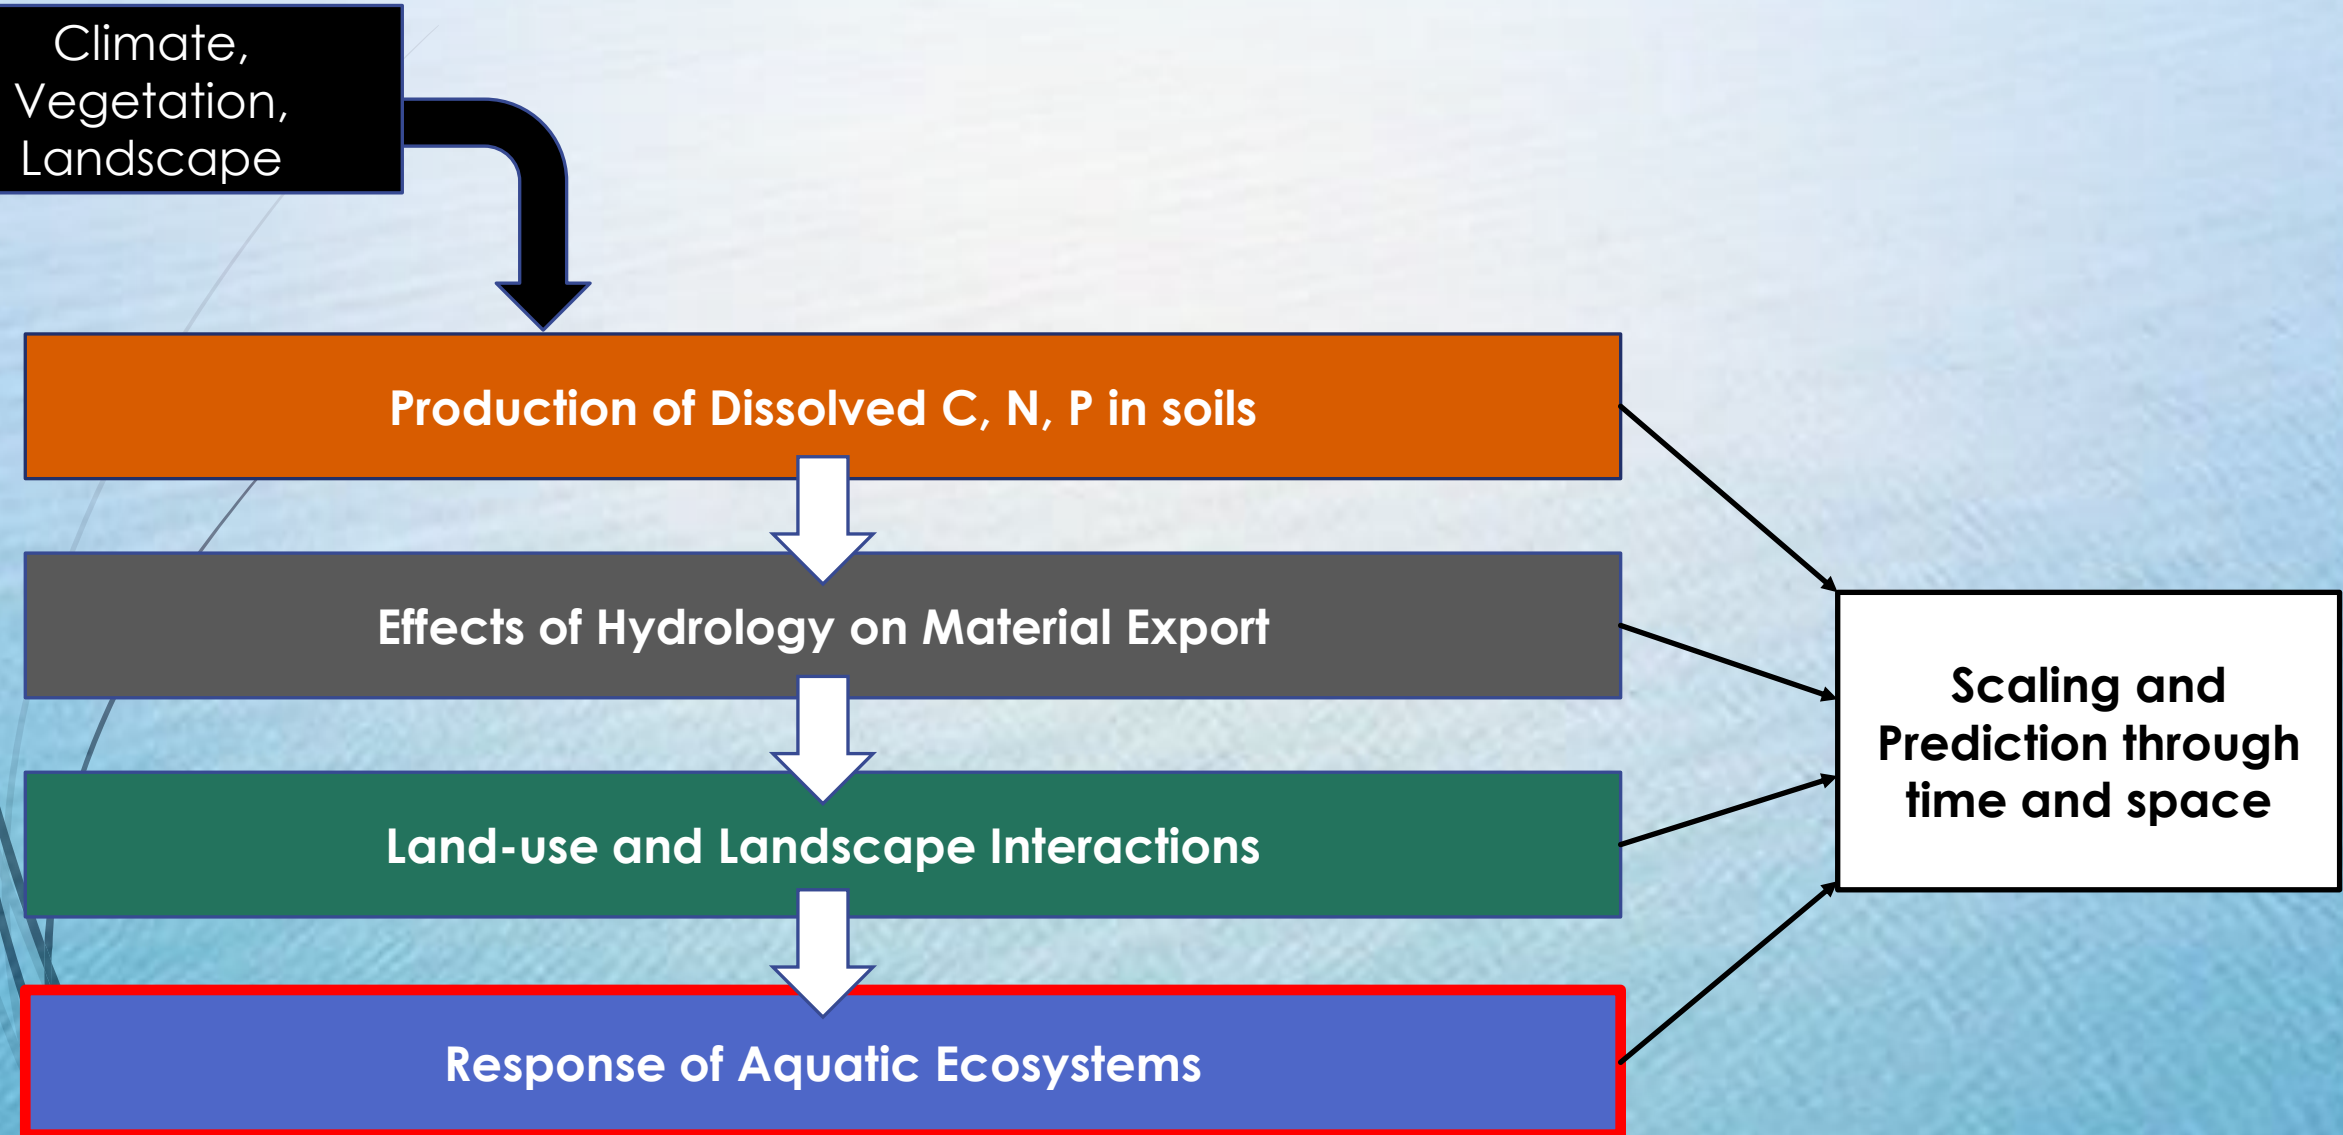 Climate,
Vegetation,
Landscape
Production of Dissolved C, N, P in soils
Effects of Hydrology on Material Export
Land-use and Landscape Interactions
Response of Aquatic Ecosystems
Scaling and
Prediction through
time and space